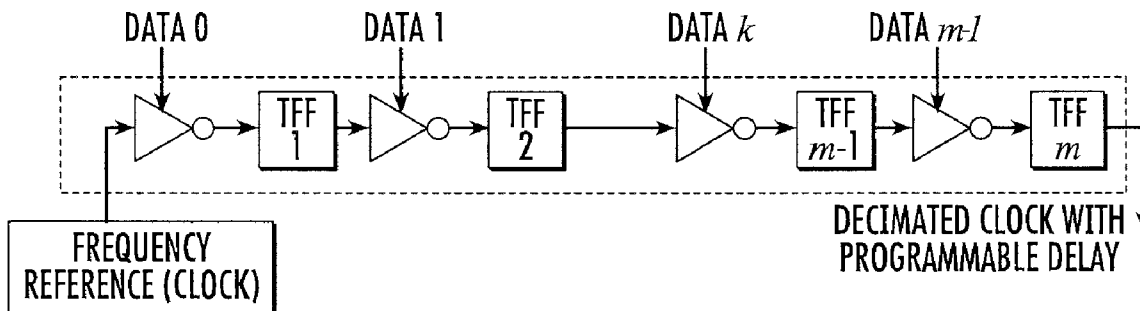 DATA 0
DATA 1
DATA k
DATA m-1
TFF
1
TFF
2
TFF
m-1
TFF
m
FREQUENCY
REFERENCE (CLOCK)
DECIMATED CLOCK WITH
PROGRAMMABLE DELAY